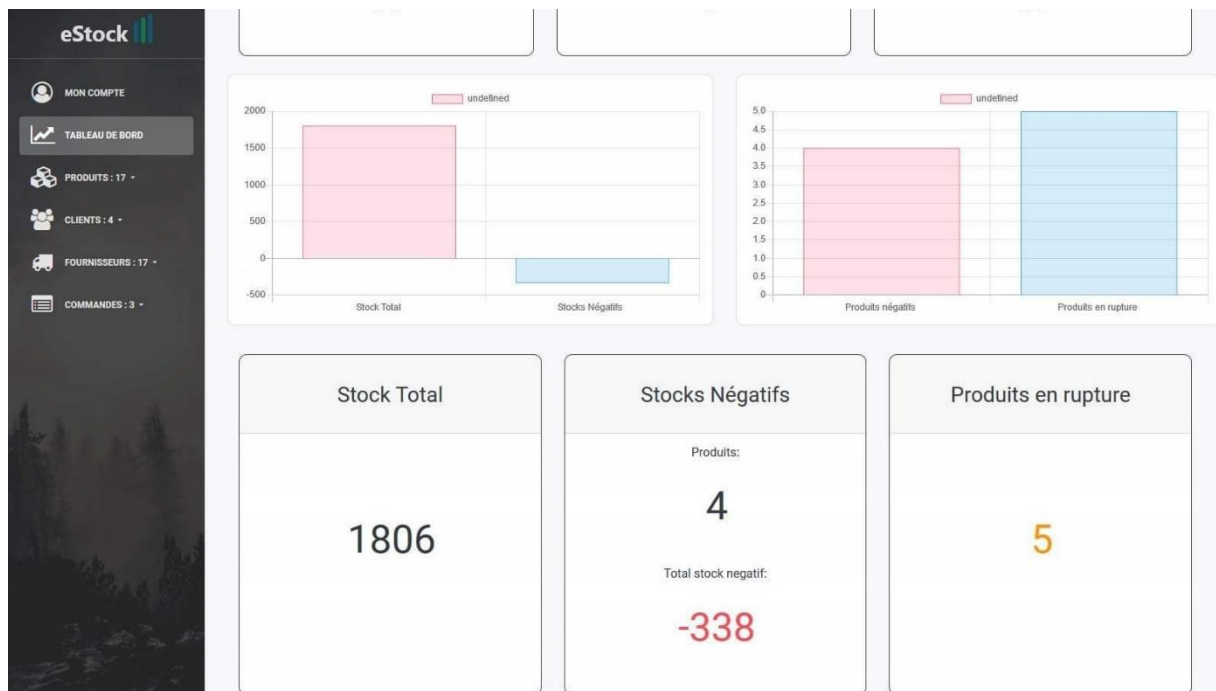 eStock
MON COMPTE
TABLEAU DE BORD
PRODUITS : 17
CLIENTS : 4
FOURNISSEURS : 17
COMMANDES : 3
undefined
2000
1500
1000
500
0
-500
Stock Total
Stocks Négatifs
undefined
5.0
4.5
4.0
3.5
3.0
2.5
2.0
1.5
1.0
0.5
0
Produits négatifs
Produits en rupture
Stock Total
1806
Stocks Négatifs
Produits:
4
Total stock negatif:
-338
Produits en rupture
5